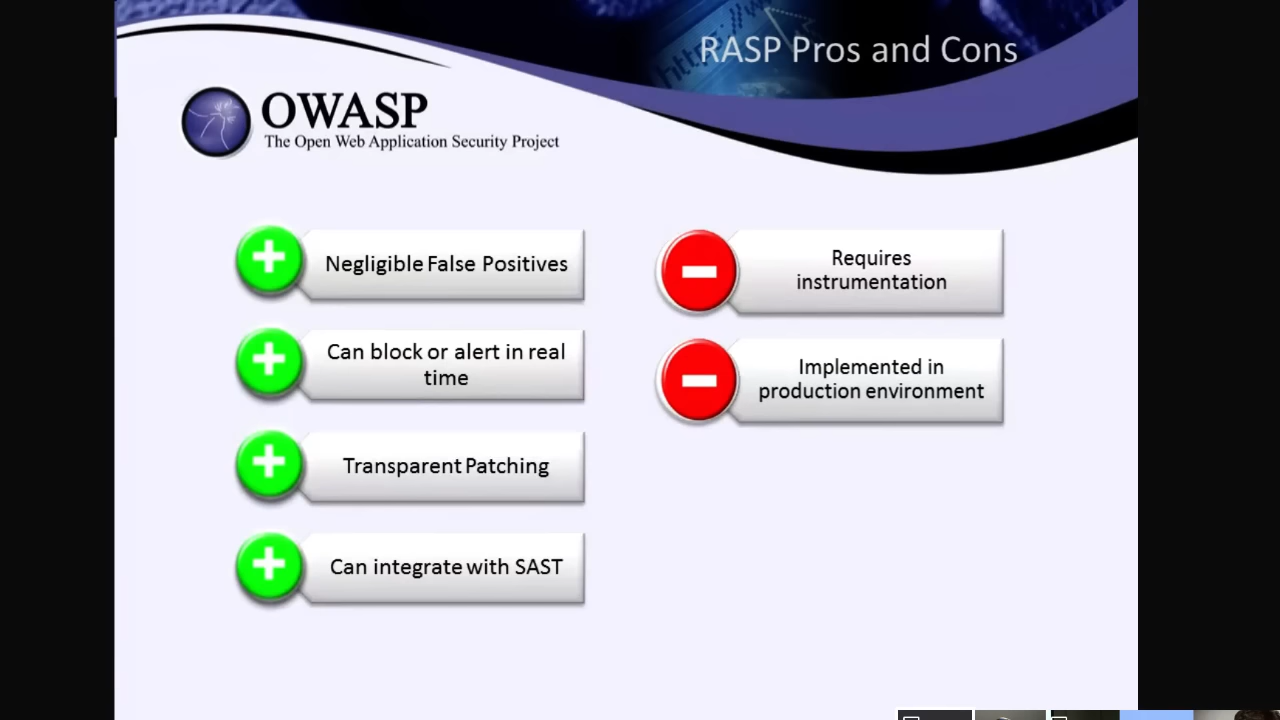 RASP Pros and Cons
OWASP
The Open Web Application Security Project
Negligible False Positives
Can block or alert in real
time
Transparent Patching
Can integrate with SAST
Requires
instrumentation
Implemented in
production environment